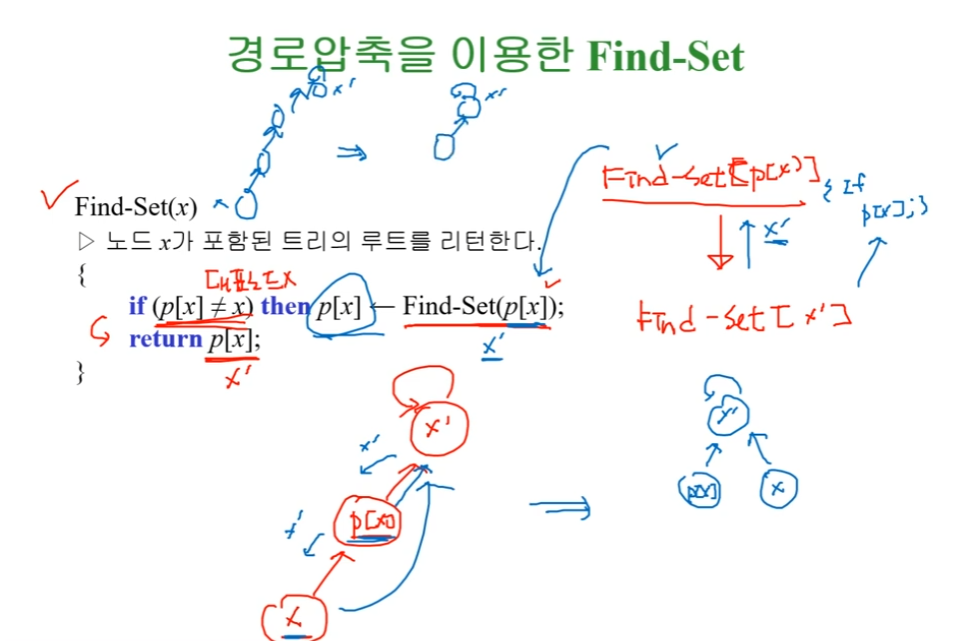 경로압축을 이용한 Find-Set
x'
x'
Find-Set[p[x]]
{ If
p[x];}
Find-Set(x)
▷ 노드 x가 포함된 트리의 루트를 리턴한다.
x'
{
대표노드X
if (p[x] ≠ x) then p[x] ← Find-Set(p[x]);
Find-Set[x']
return p[x];
x'
}
x'
x'
x'
x'
p[x]
x
p[x]
x